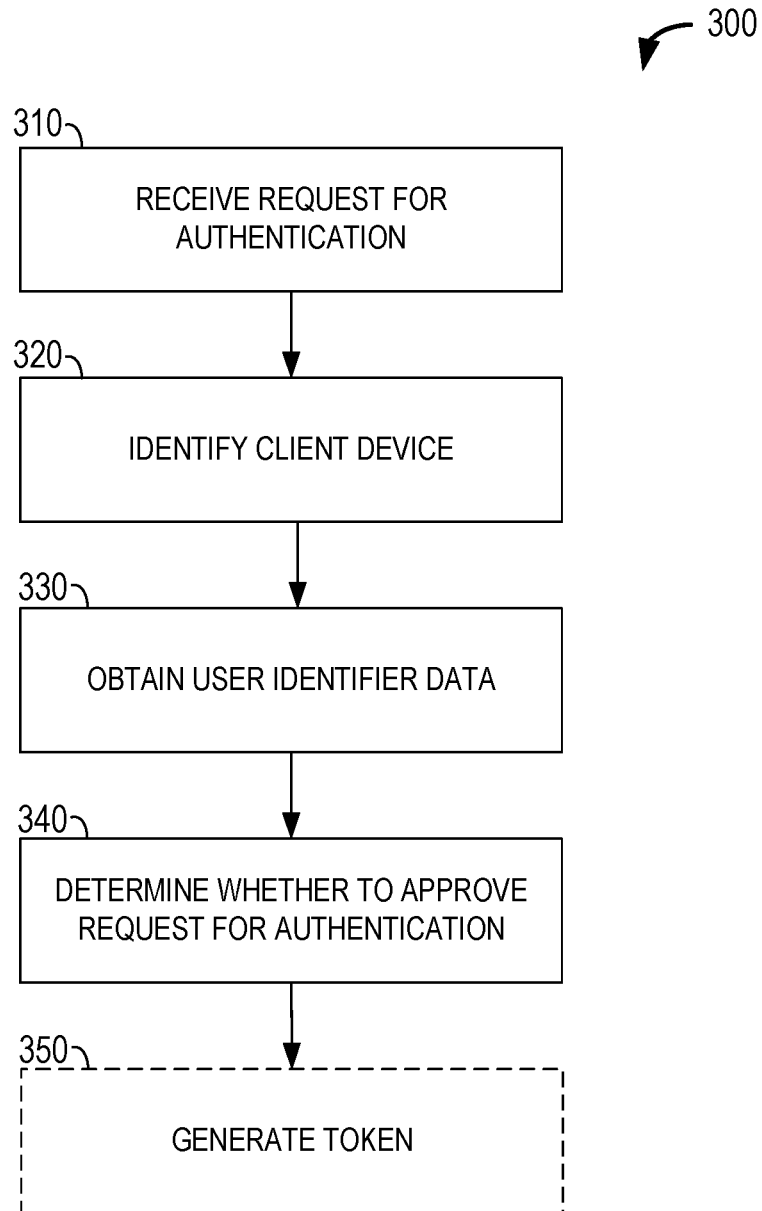 300
310
RECEIVE REQUEST FOR
AUTHENTICATION
320
IDENTIFY CLIENT DEVICE
330
OBTAIN USER IDENTIFIER DATA
340
DETERMINE WHETHER TO APPROVE
REQUEST FOR AUTHENTICATION
350
GENERATE TOKEN